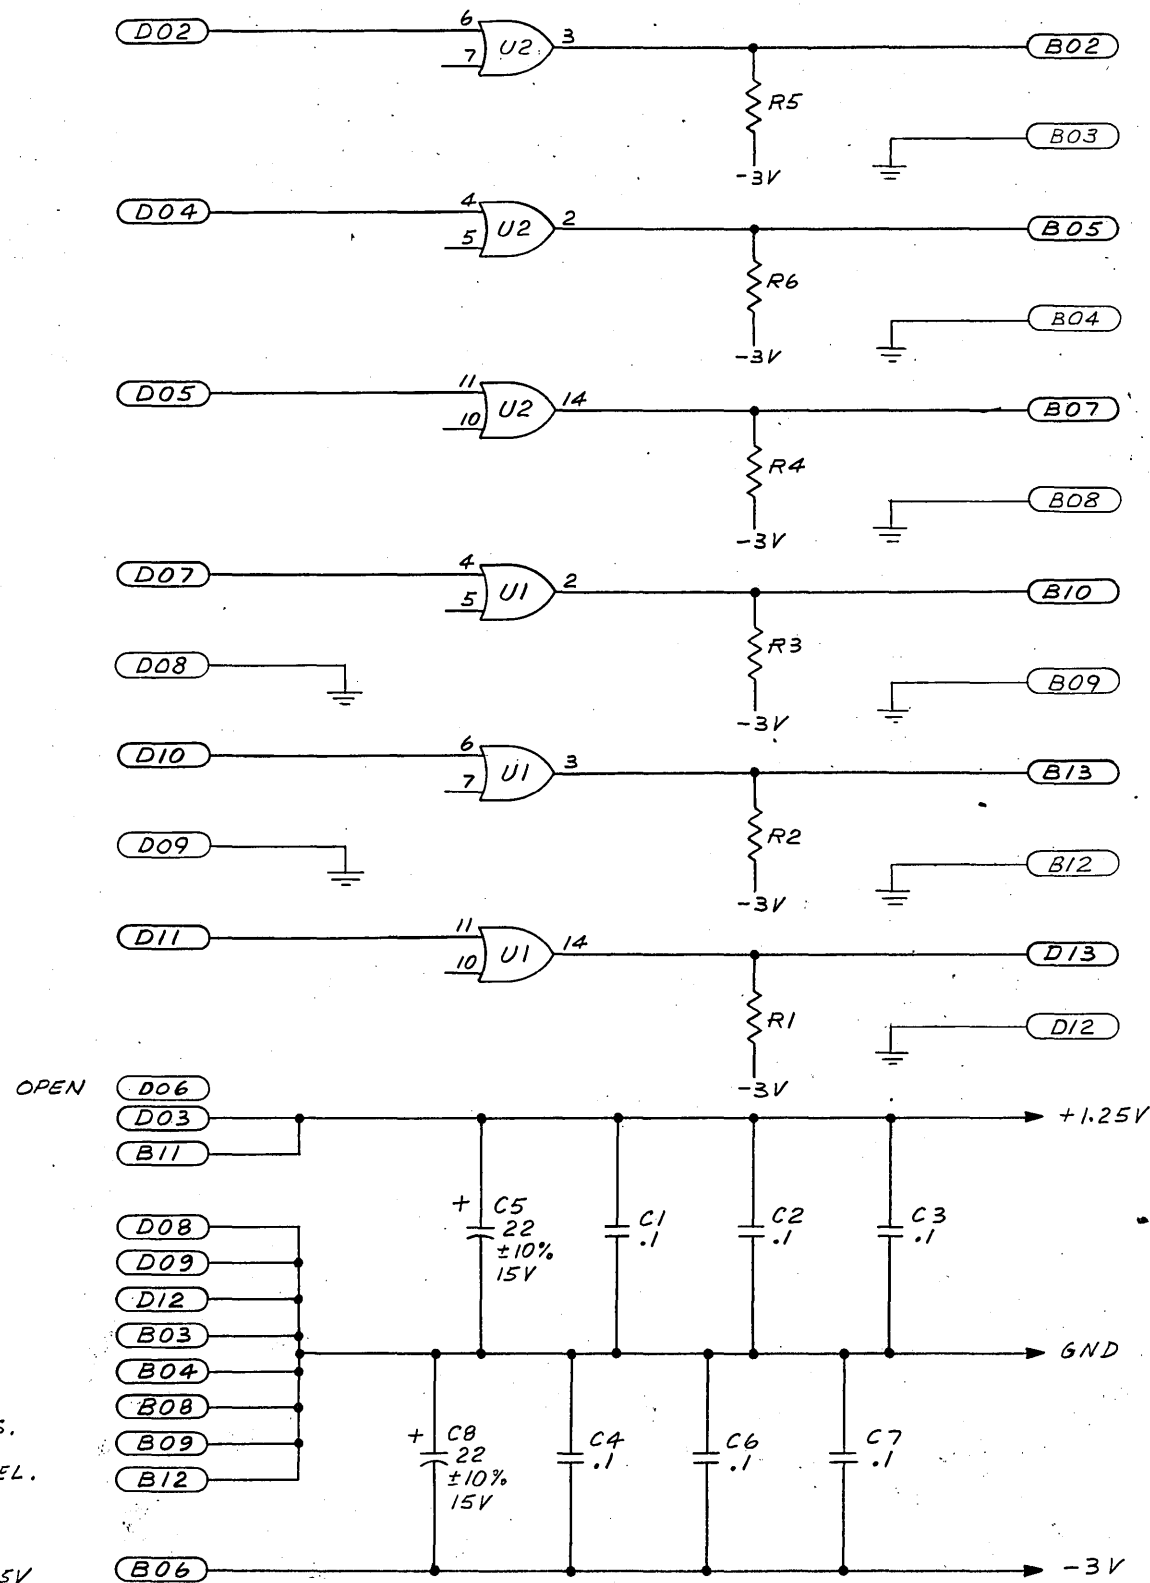 D02 6 7 U2 3 B02
R5
-3V
B03
D04 4 5 U2 2 B05
R6
-3V
B04
D05 11 10 U2 14 B07
R4
-3V
B08
D07 4 5 U1 2 B10
R3
-3V
D08
B09
D10 6 7 U1 3 B13
R2
-3V
D09
B12
D11 11 10 U1 14 D13
R1
-3V
D12
OPEN D06
D03 +1.25V
B11
C5
22
±10%
15V
+
C1
.1
C2
.1
C3
.1
D08
D09
D12
B03
GND
B04
B08
B09
B12
+
C8
22
±10%
15V
C4
.1
C6
.1
C7
.1
S.
EL.
B06 -3V
5V